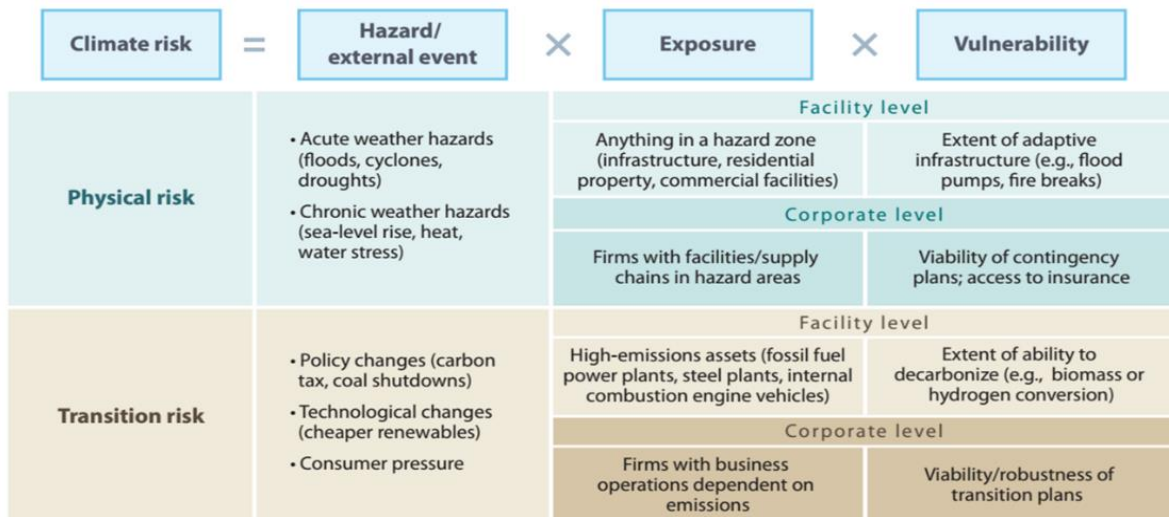 Climate risk
=
Hazard/
external event
×
Exposure
×
Vulnerability
Physical risk
• Acute weather hazards
(floods, cyclones,
droughts)
• Chronic weather hazards
(sea-level rise, heat,
water stress)
Facility level
Anything in a hazard zone
(infrastructure, residential
property, commercial facilities)
Extent of adaptive
infrastructure (e.g., flood
pumps, fire breaks)
Corporate level
Firms with facilities/supply
chains in hazard areas
Viability of contingency
plans; access to insurance
Transition risk
• Policy changes (carbon
tax, coal shutdowns)
• Technological changes
(cheaper renewables)
• Consumer pressure
Facility level
High-emissions assets (fossil fuel
power plants, steel plants, internal
combustion engine vehicles)
Extent of ability to
decarbonize (e.g., biomass or
hydrogen conversion)
Corporate level
Firms with business
operations dependent on
emissions
Viability/robustness of
transition plans